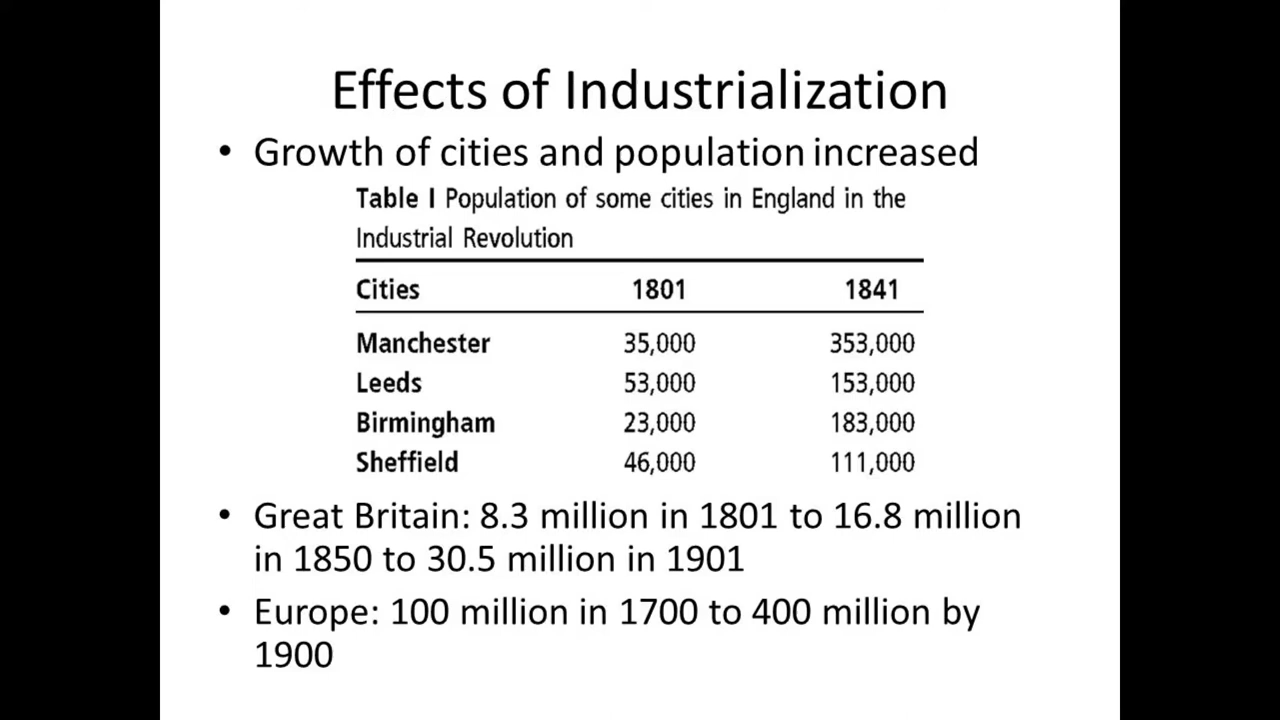 Effects of Industrialization
• Growth of cities and population increased
Table I Population of some cities in England in the
Industrial Revolution
Cities 1801 1841
Manchester 35,000 353,000
Leeds 53,000 153,000
Birmingham 23,000 183,000
Sheffield 46,000 111,000
• Great Britain: 8.3 million in 1801 to 16.8 million
in 1850 to 30.5 million in 1901
• Europe: 100 million in 1700 to 400 million by
1900